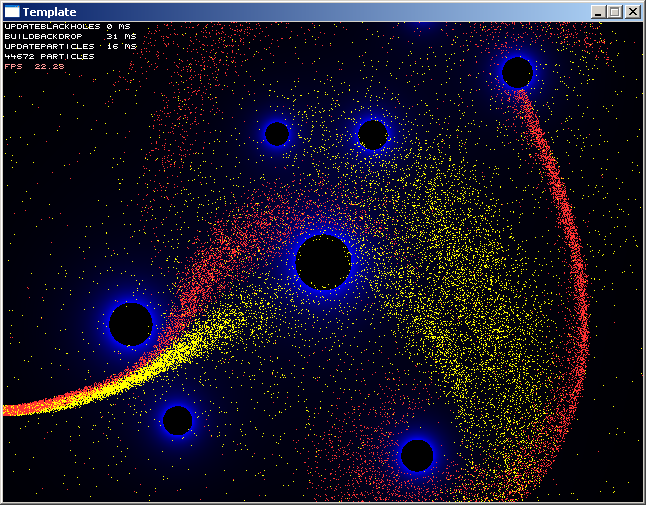 Template
UPDATEBLACKHOLES 0 MS
BUILDBACKDROP 31 MS
UPDATEPARTICLES 16 MS
44672 PARTICLES
FPS 22.29